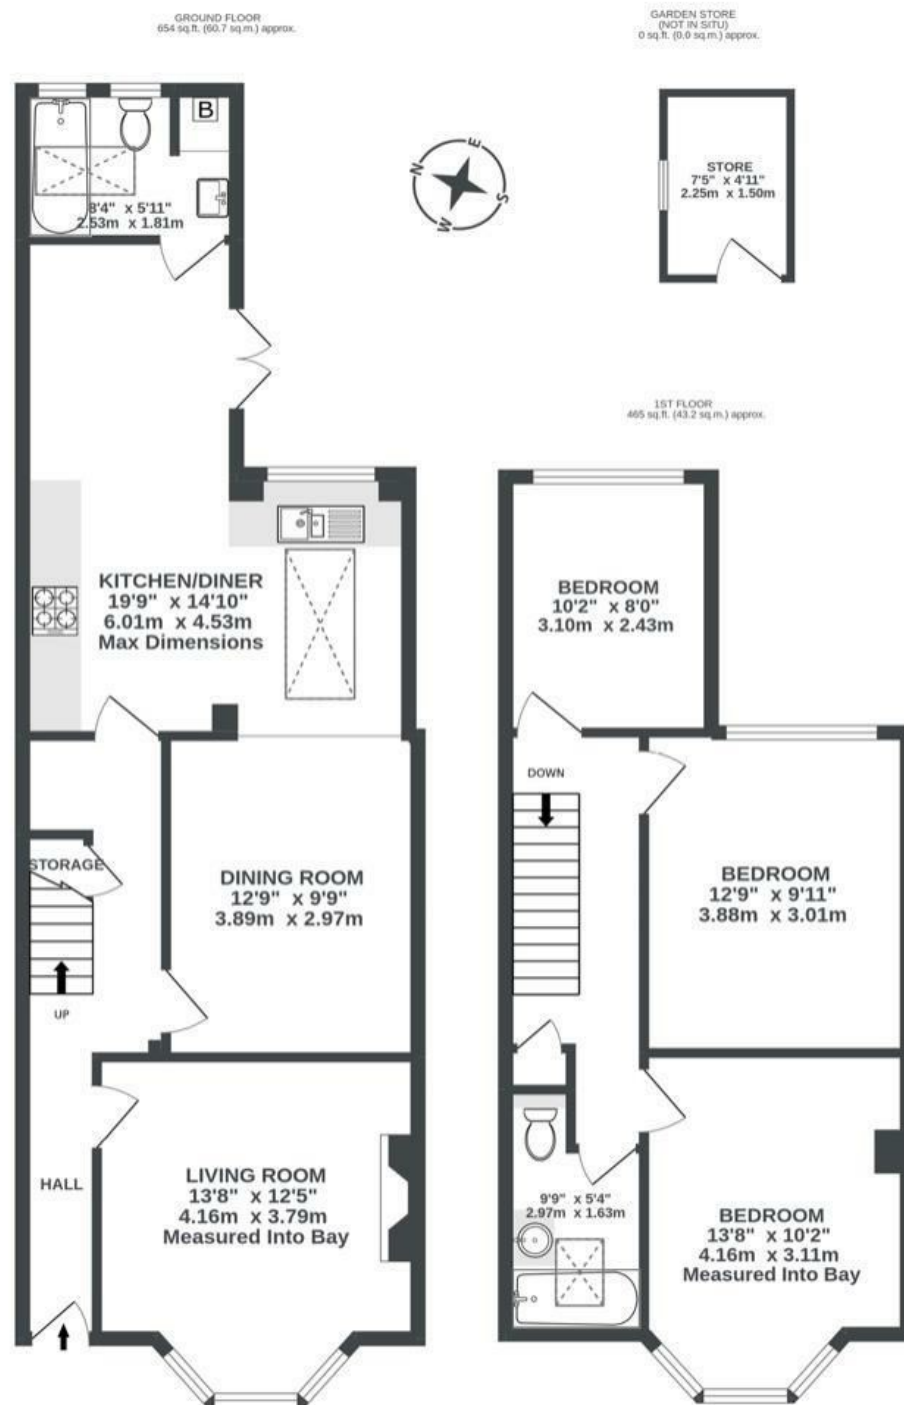 GROUND FLOOR
654 sq.ft. (60.7 sq.m.) approx.
GARDEN STORE
(NOT IN SITU)
0 sq.ft. (0.0 sq.m.) approx.
B
8'4" x 5'11"
2.53m x 1.81m
N
E
S
W
STORE
7'5" x 4'11"
2.25m x 1.50m
KITCHEN/DINER
19'9" x 14'10"
6.01m x 4.53m
Max Dimensions
STORAGE
UP
DINING ROOM
12'9" x 9'9"
3.89m x 2.97m
HALL
LIVING ROOM
13'8" x 12'5"
4.16m x 3.79m
Measured Into Bay
1ST FLOOR
465 sq.ft. (43.2 sq.m.) approx.
BEDROOM
10'2" x 8'0"
3.10m x 2.43m
DOWN
BEDROOM
12'9" x 9'11"
3.88m x 3.01m
9'9" x 5'4"
2.97m x 1.63m
BEDROOM
13'8" x 10'2"
4.16m x 3.11m
Measured Into Bay